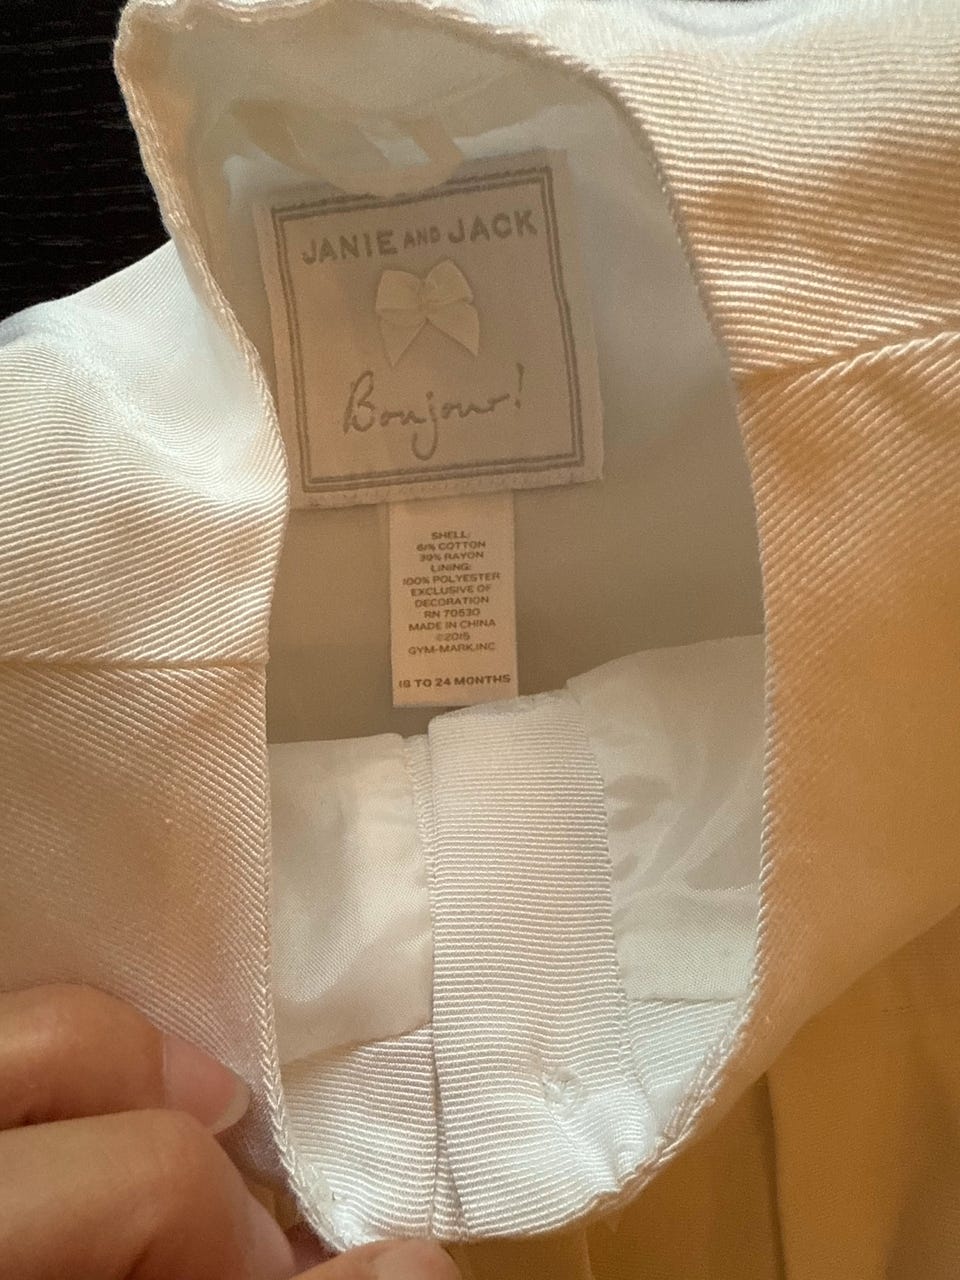 JANIE AND JACK
Bonjour!
SHELL:
61% COTTON
39% RAYON
LINING:
100% POLYESTER
EXCLUSIVE OF
DECORATION
RN 70530
MADE IN CHINA
©2015
GYM-MARK,INC
18 TO 24 MONTHS